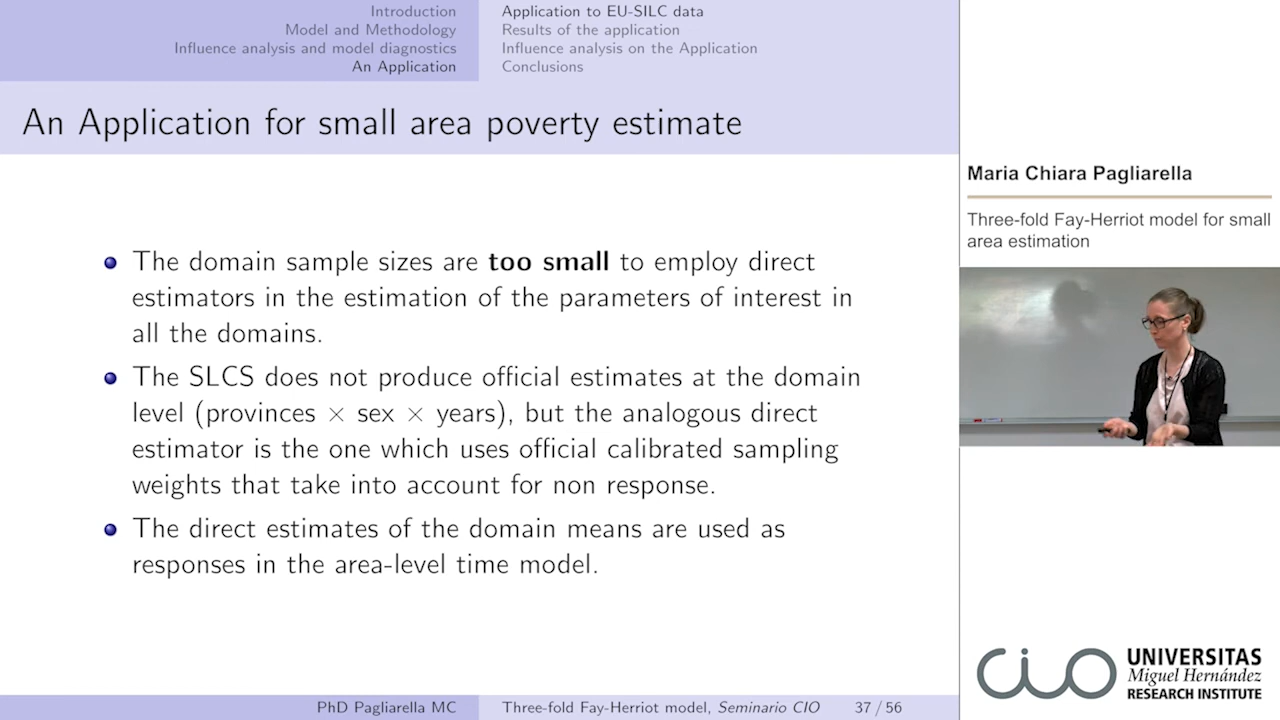 Introduction
Model and Methodology
Influence analysis and model diagnostics
An Application
Application to EU-SILC data
Results of the application
Influence analysis on the Application
Conclusions
An Application for small area poverty estimate
The domain sample sizes are too small to employ direct
estimators in the estimation of the parameters of interest in
all the domains.
The SLCS does not produce official estimates at the domain
level (provinces × sex × years), but the analogous direct
estimator is the one which uses official calibrated sampling
weights that take into account for non response.
The direct estimates of the domain means are used as
responses in the area-level time model.
PhD Pagliarella MC
Three-fold Fay-Herriot model, Seminario CIO
37 / 56
Maria Chiara Pagliarella
Three-fold Fay-Herriot model for small
area estimation
cio
UNIVERSITAS
Miguel Hernández
RESEARCH INSTITUTE